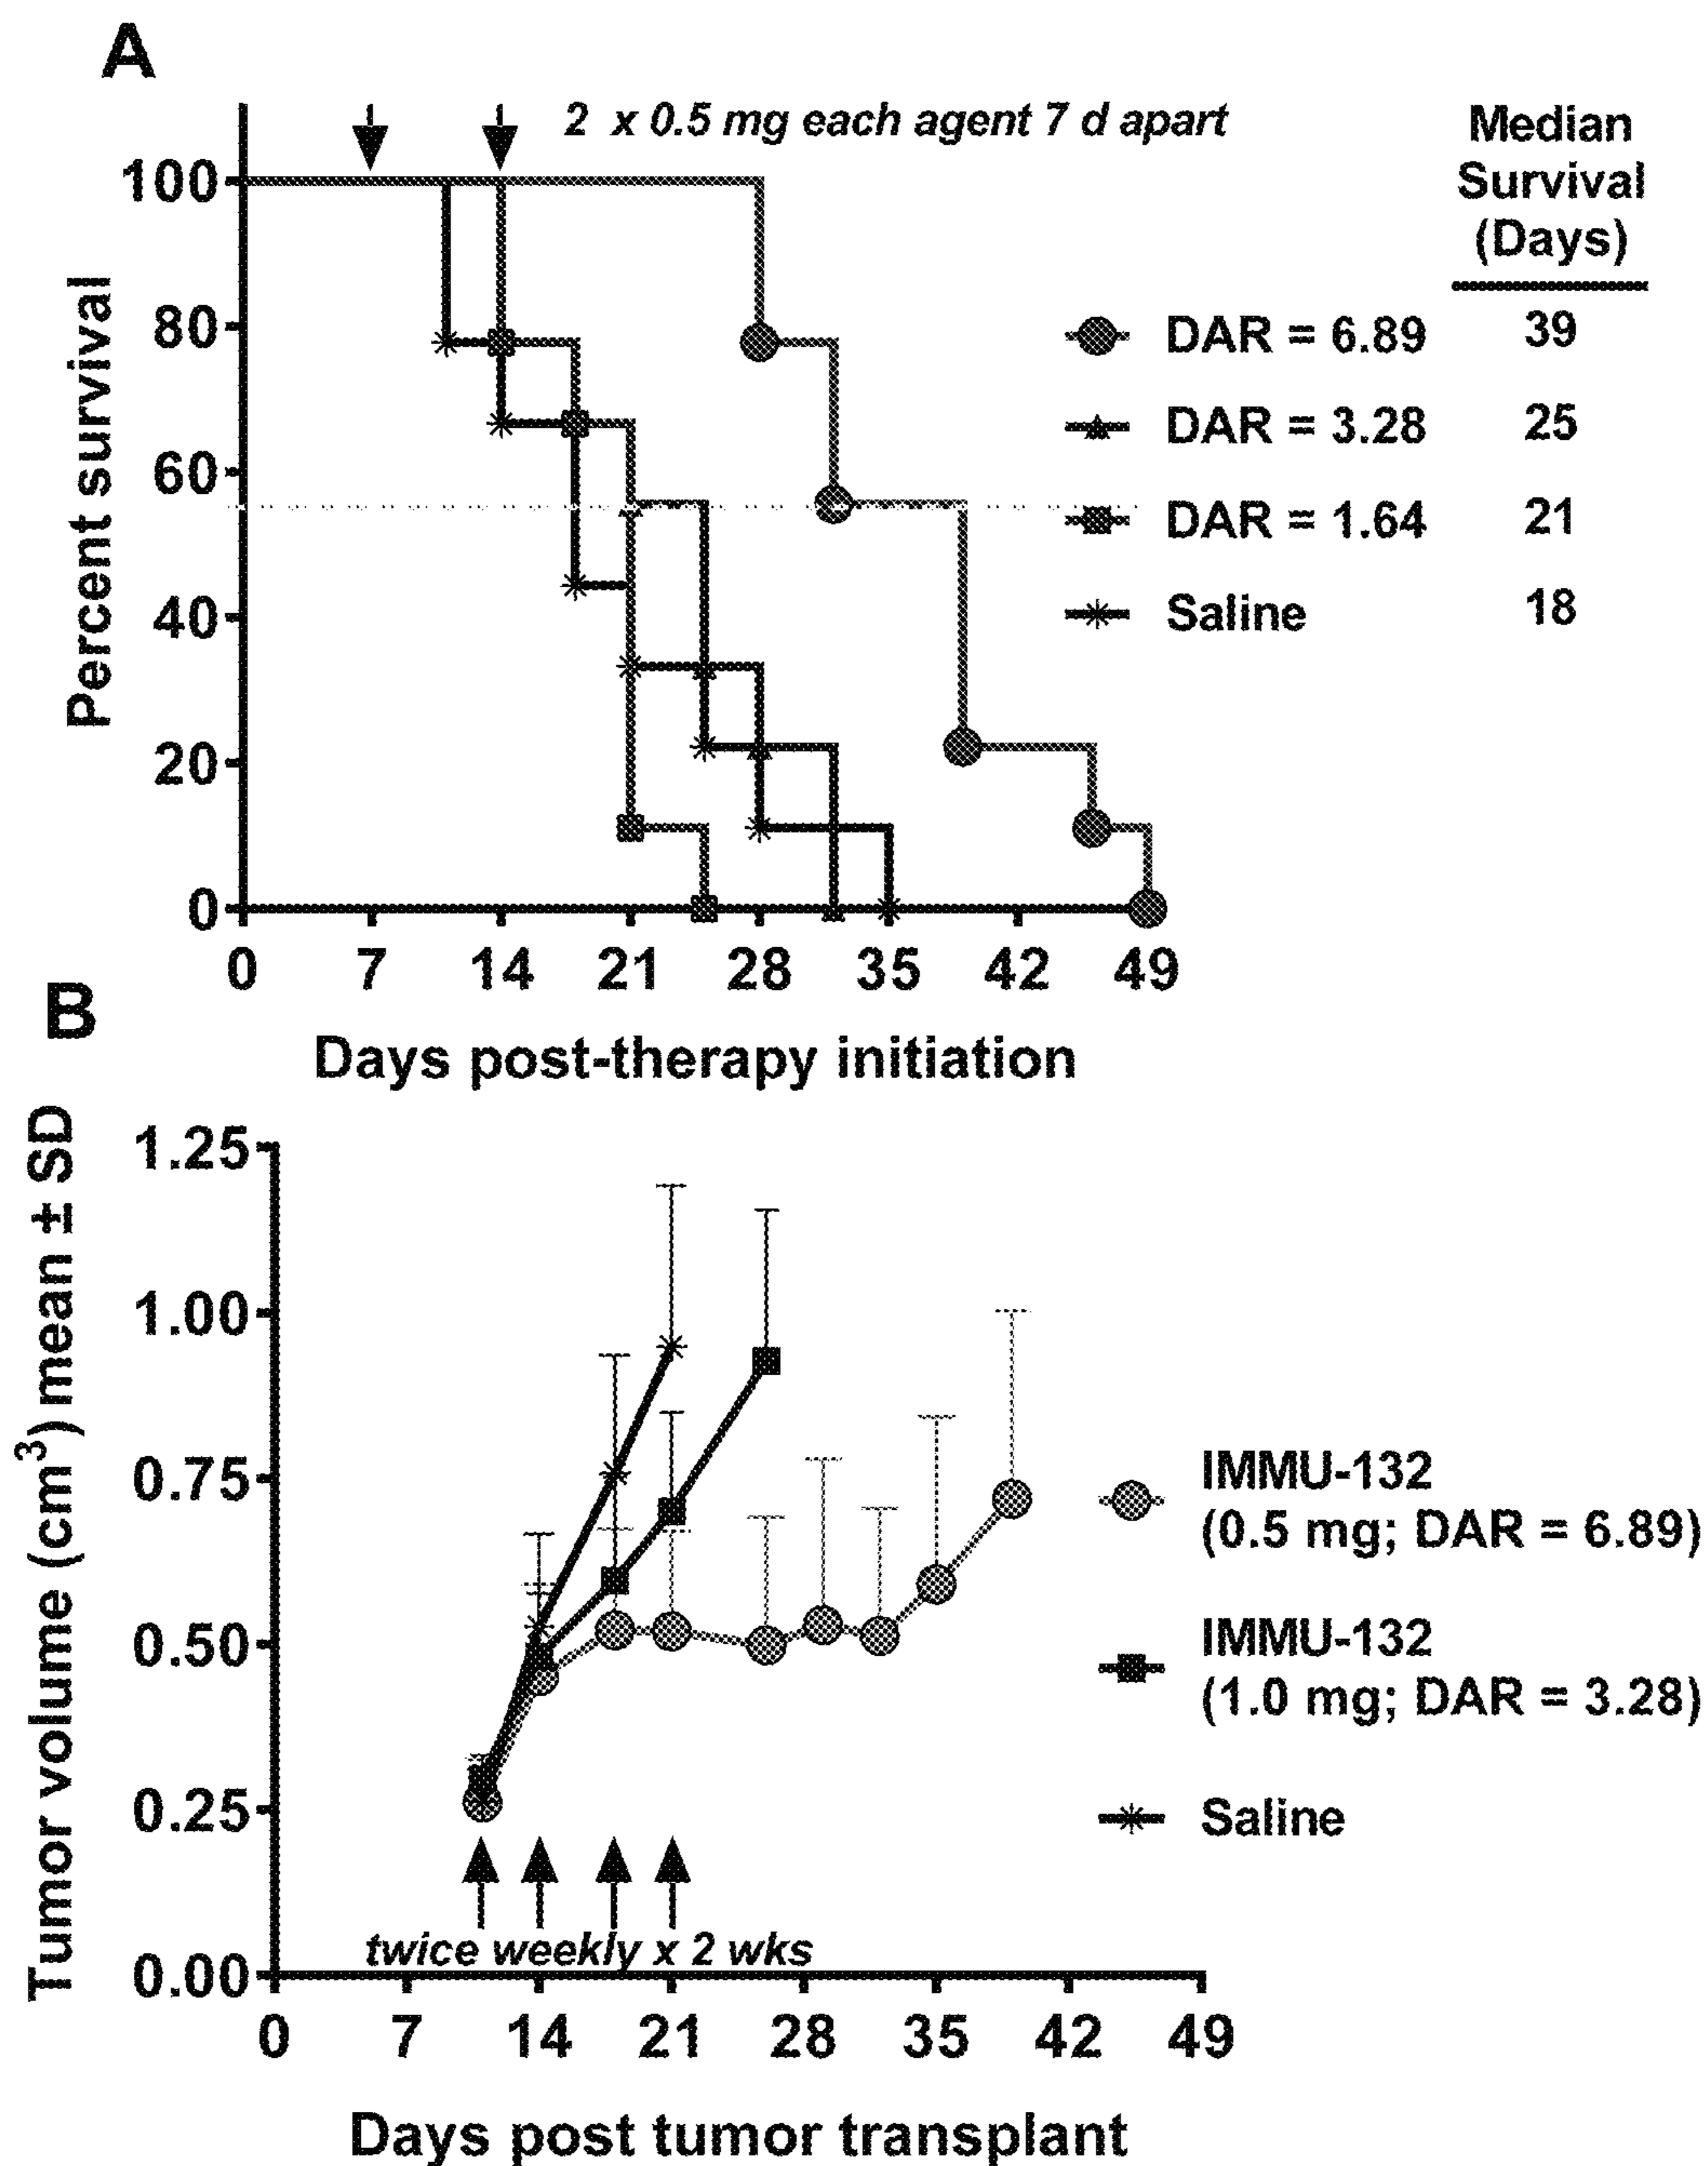 A
2 x 0.5 mg each agent 7 d apart
Median
Survival
(Days)
100
80
60
40
20
0
Percent survival
DAR = 6.89 39
DAR = 3.28 25
DAR = 1.64 21
Saline 18
0 7 14 21 28 35 42 49
Days post-therapy initiation
B
1.25
1.00
0.75
0.50
0.25
0.00
Tumor volume (cm³) mean ± SD
IMMU-132
(0.5 mg; DAR = 6.89)
IMMU-132
(1.0 mg; DAR = 3.28)
Saline
twice weekly x 2 wks
0 7 14 21 28 35 42 49
Days post tumor transplant